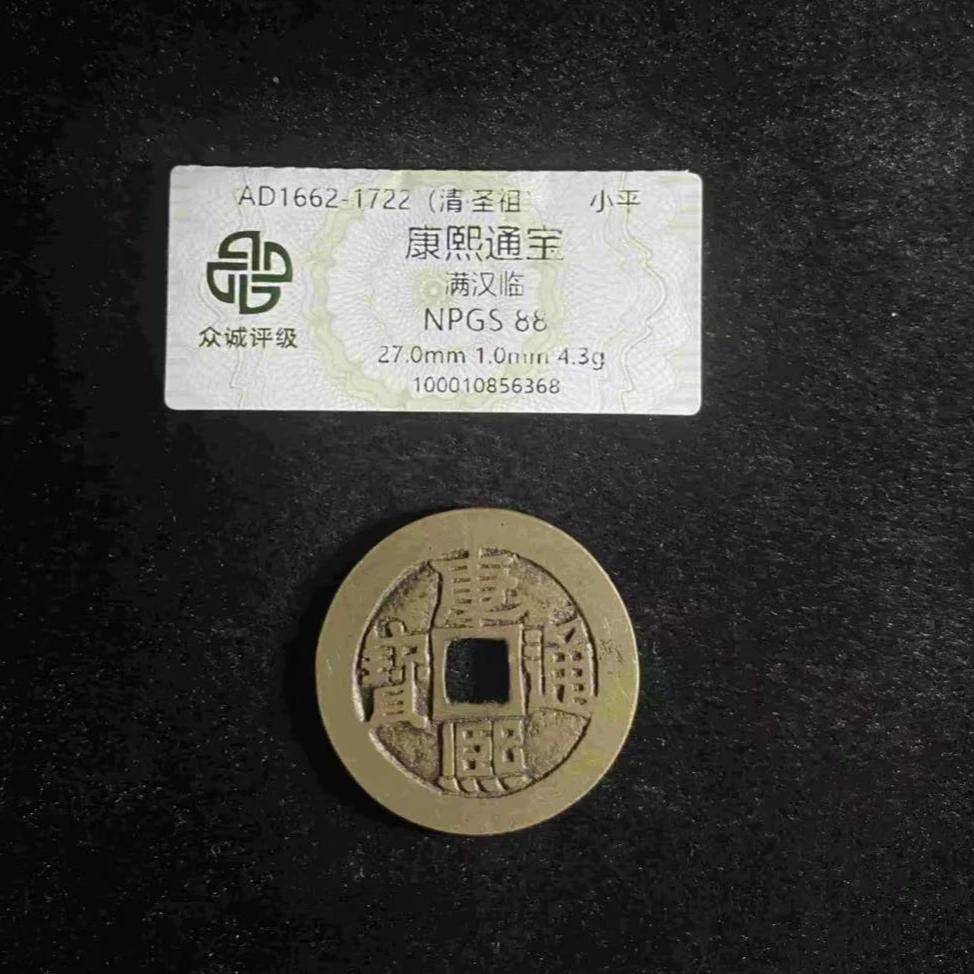 AD1662-1722 (清·圣祖) 小平
康熙通宝
满汉临
NPGS 88
27.0mm 1.0mm 4.3g
100010856368
众诚评级
康熙通寶